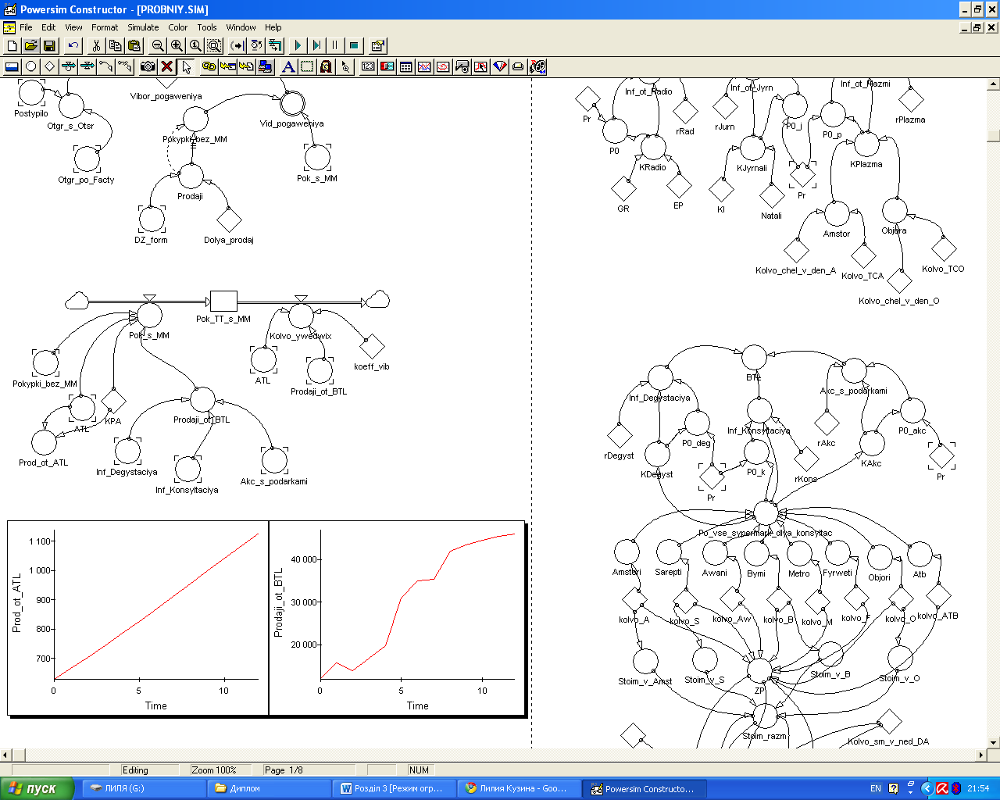 Powersim Constructor - [PROBNIY.SIM]
File Edit View Format Simulate Color Tools Window Help
Postypilo
Otgr_s_Otsr
Otgr_po_Facty
Vibor_pogaweniya
Pokypki_bez_MM
Vid_pogaweniya
Pok_s_MM
Prodaji
DZ_form
Dolya_prodaj
Inf_ot_Radio
Pr
rRad
P0
KRadio
GR
EP
Inf_ot_Jyrn
rJurn
P0_j
KJyrnali
KI
Natali
Pr
Inf_ot_Plazmi
rPlazma
P0_p
KPlazma
Amstor
Objora
Kolvo_chel_v_den_A
Kolvo_TCA
Kolvo_chel_v_den_O
Kolvo_TCO
Pok_s_MM
Pok_TT_s_MM
Kolvo_ywedwix
Pokypki_bez_MM
ATL
KPA
Prod_ot_ATL
Prodaji_ot_BTL
Inf_Degystaciya
Inf_Konsyltaciya
Akc_s_podarkami
ATL
Prodaji_ot_BTL
koeff_vib
BTL
Inf_Degystaciya
Akc_s_podarkami
Inf_Konsyltaciya
rDegyst
P0_deg
KDegyst
Pr
P0_k
rKons
rAkc
KAkc
P0_akc
Pr
Po_vse_sypermark_dlya_konsyltac
Amstori
Sarepti
Awani
Bymi
Metro
Fyrweti
Objori
Atb
kolvo_A
kolvo_S
kolvo_Aw
kolvo_B
kolvo_M
kolvo_F
kolvo_O
kolvo_ATB
Stoim_v_Amst
Stoim_v_S
ZP
Stoim_v_B
Stoim_v_O
Stoim_razm
Kolvo_sm_v_ned_DA
Prod_ot_ATL
1 100
1 000
900
800
700
0
5
10
Time
Prodaji_ot_BTL
40 000
30 000
20 000
0
5
10
Time
Editing Zoom 100% Page 1/8 NUM
пуск ЛИЛЯ (G:) Диплом Розділ 3 [Режим огр... Лилия Кузина - Goo... Powersim Constructo... EN 21:54